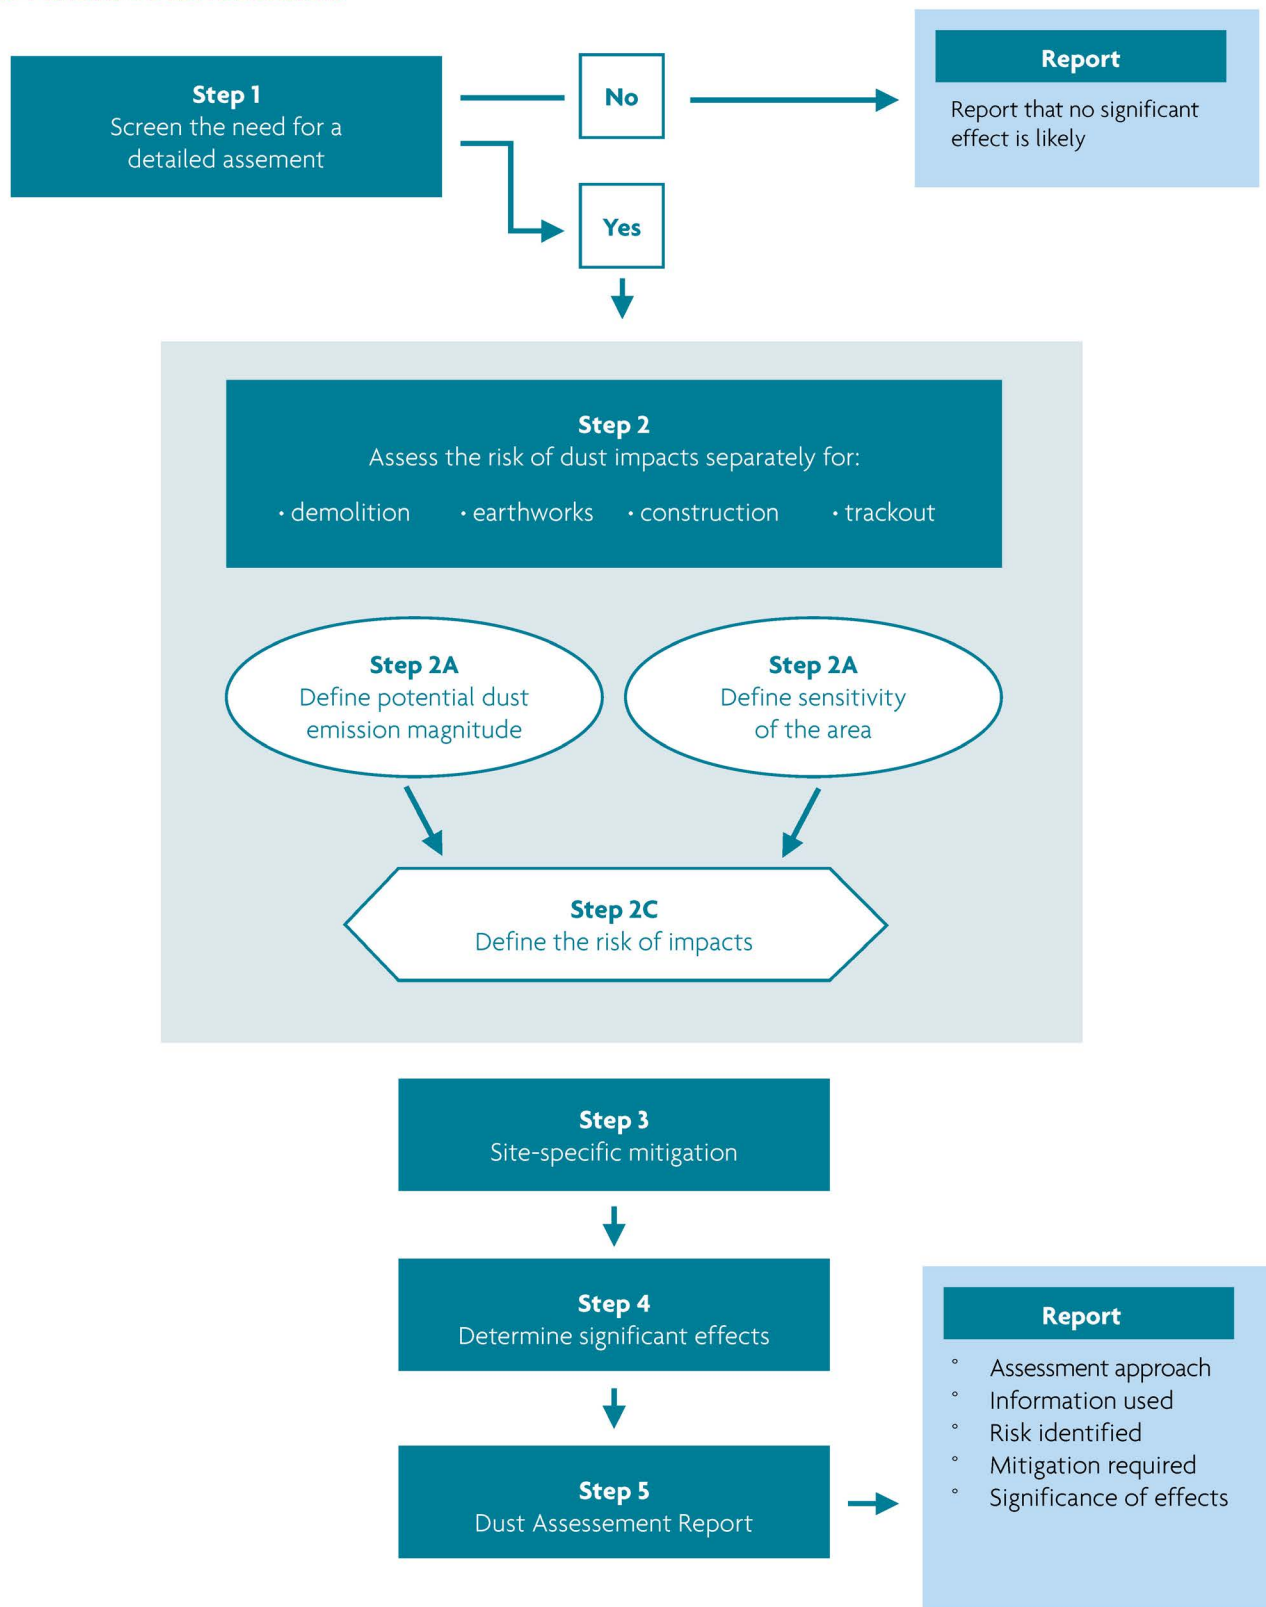 Step 1
Screen the need for a
detailed assement
No
Yes
Report
Report that no significant
effect is likely
Step 2
Assess the risk of dust impacts separately for:
· demolition · earthworks · construction · trackout
Step 2A
Define potential dust
emission magnitude
Step 2A
Define sensitivity
of the area
Step 2C
Define the risk of impacts
Step 3
Site-specific mitigation
Step 4
Determine significant effects
Step 5
Dust Assessement Report
Report
° Assessment approach
° Information used
° Risk identified
° Mitigation required
° Significance of effects